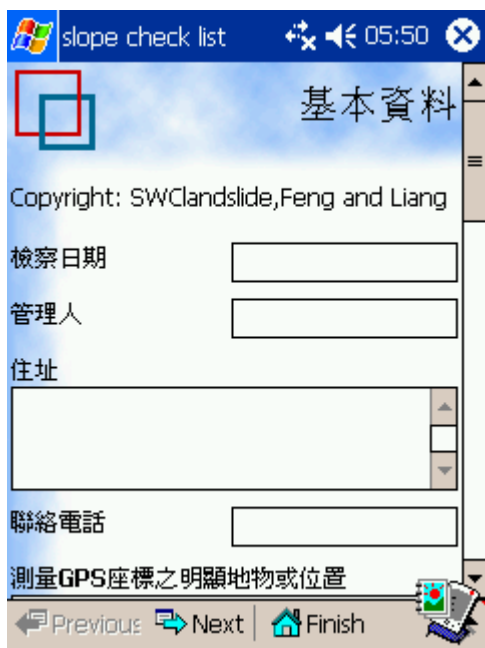 slope check list 05:50
基本資料
Copyright: SWClandslide,Feng and Liang
檢察日期
管理人
住址
聯絡電話
測量GPS座標之明顯地物或位置
Previous Next Finish